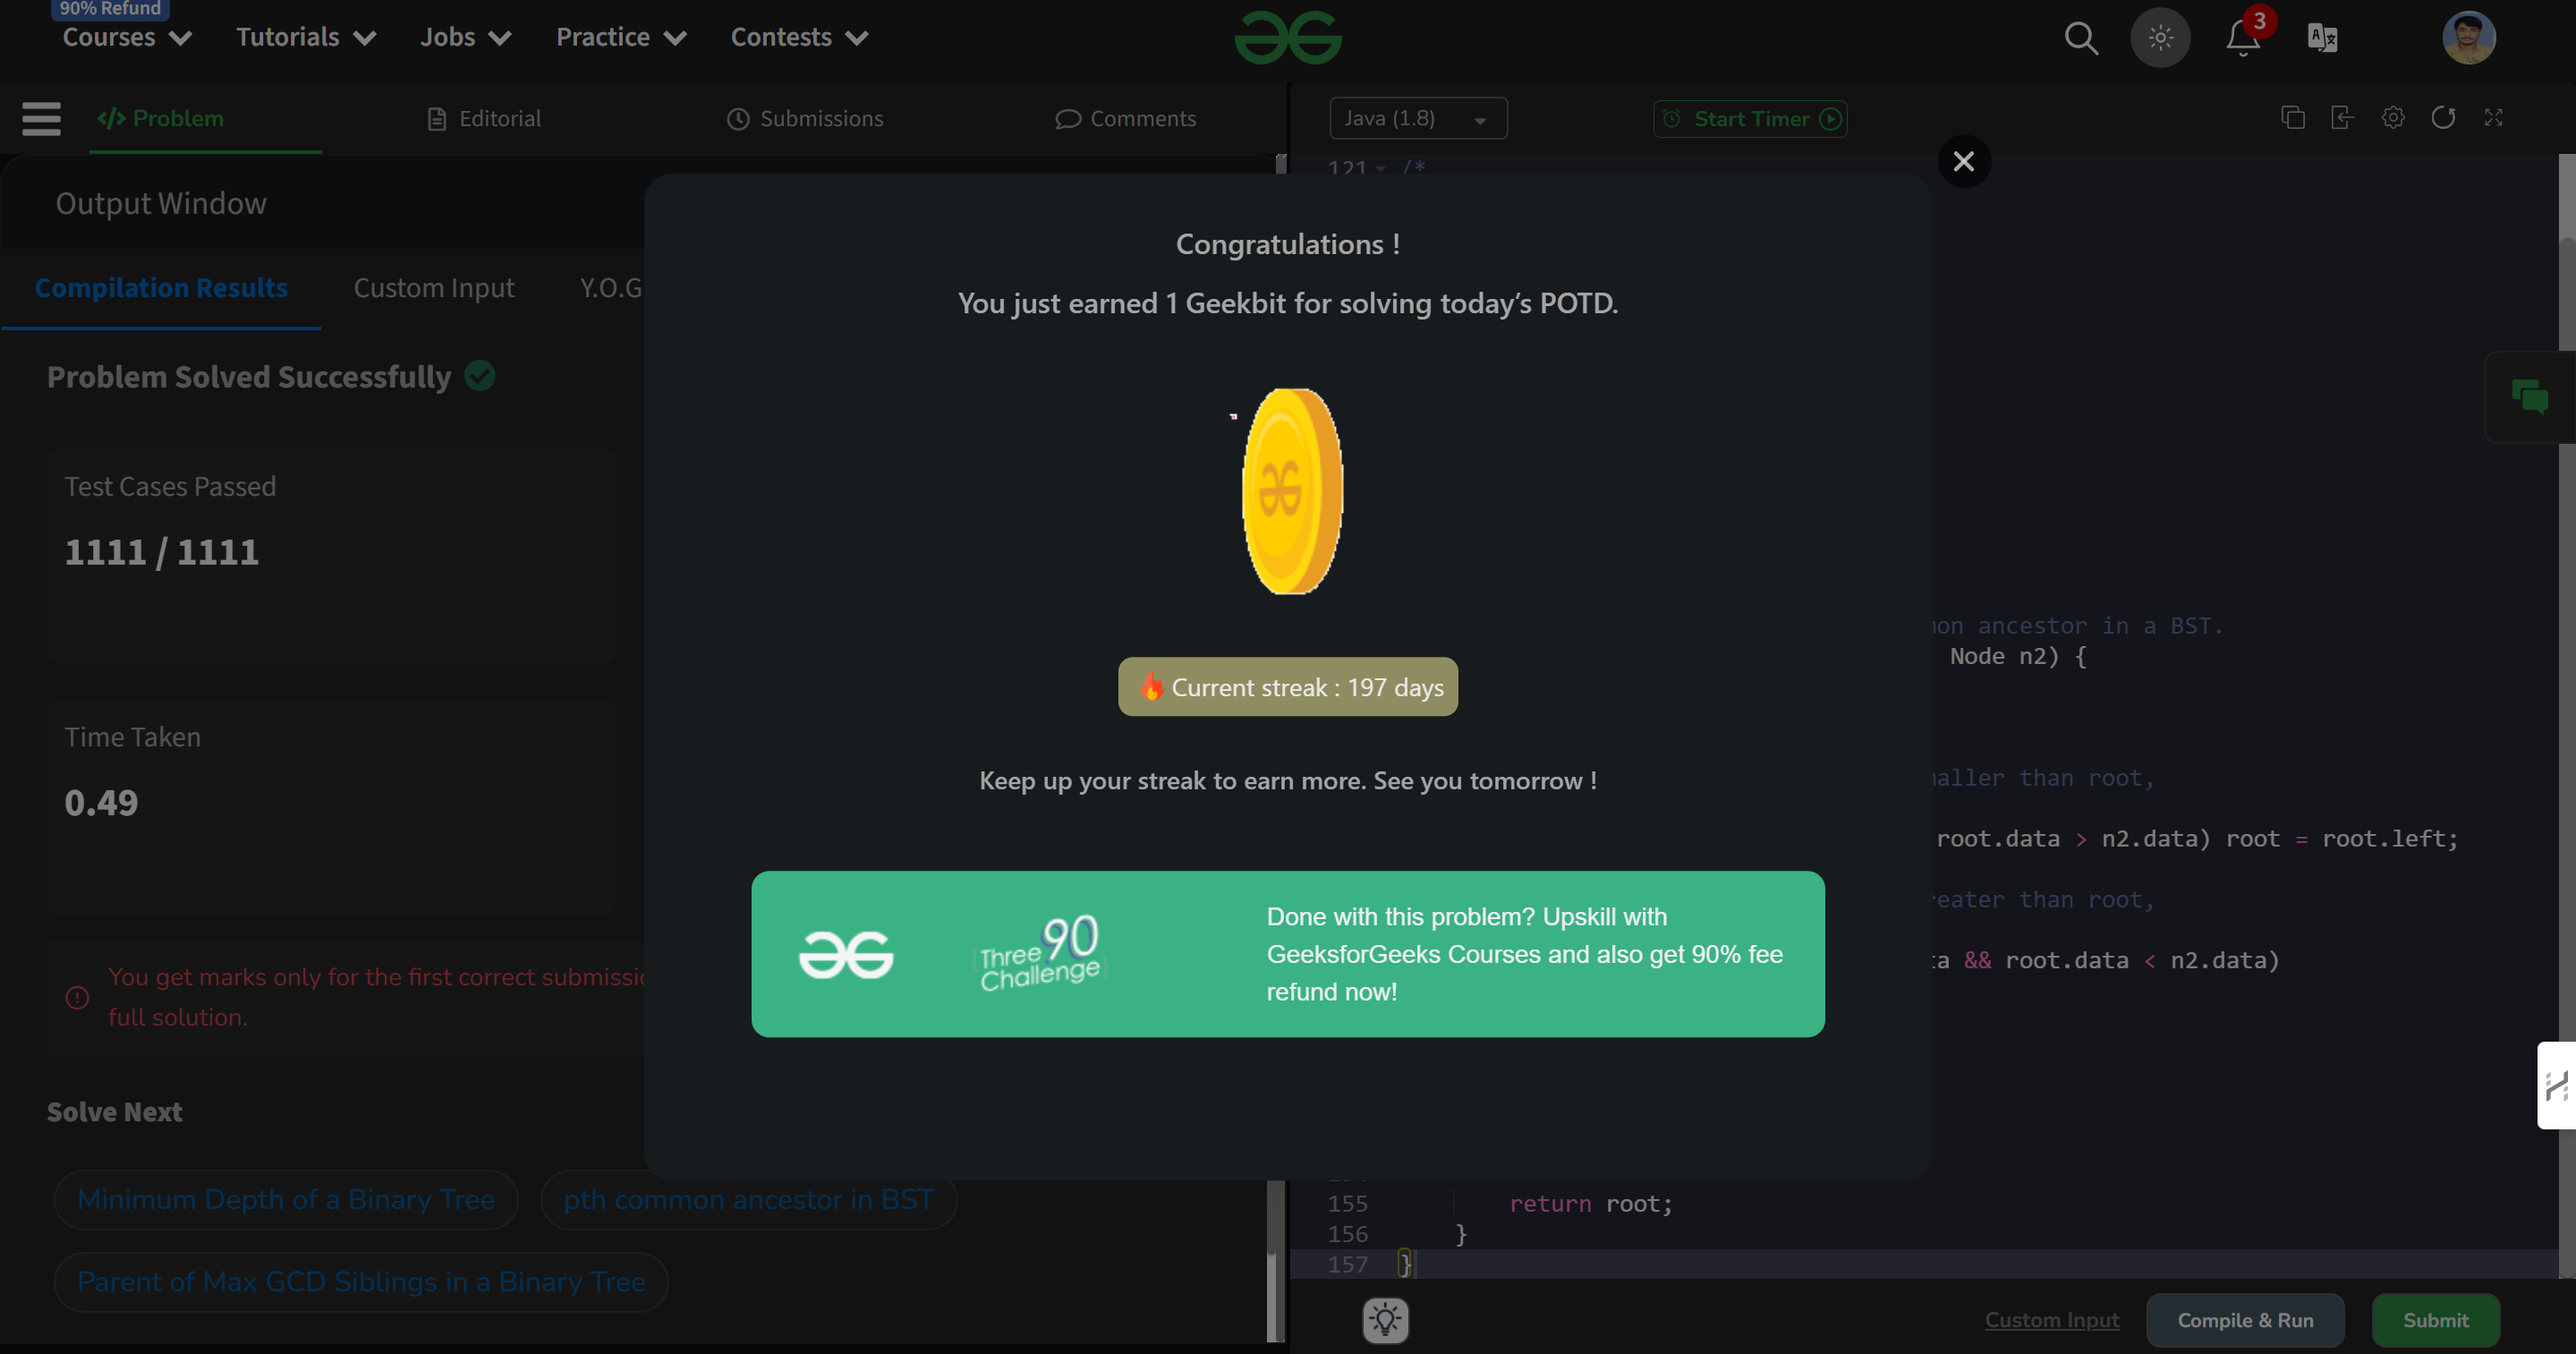 90% Refund
Courses
Tutorials
Jobs
Practice
Contests
3
Problem
Editorial
Submissions
Comments
Java (1.8)
Start Timer
Output Window
Compilation Results
Custom Input
Y.O.G
Problem Solved Successfully
Test Cases Passed
1111 / 1111
Time Taken
0.49
You get marks only for the first correct
full solution.
Solve Next
Minimum Depth of a Binary Tree
pth common ancestor in BST
Parent of Max GCD Siblings in a Binary Tree
Congratulations !
You just earned 1 Geekbit for solving today’s POTD.
Current streak : 197 days
Keep up your streak to earn more. See you tomorrow !
Three 90
Challenge
Done with this problem? Upskill with
GeeksforGeeks Courses and also get 90% fee
refund now!
121 /*
ancestor in a BST.
Node n2) {
than root,
root.data > n2.data) root = root.left;
than root,
&& root.data < n2.data)
155 return root;
156 }
157 }
Custom Input
Compile & Run
Submit